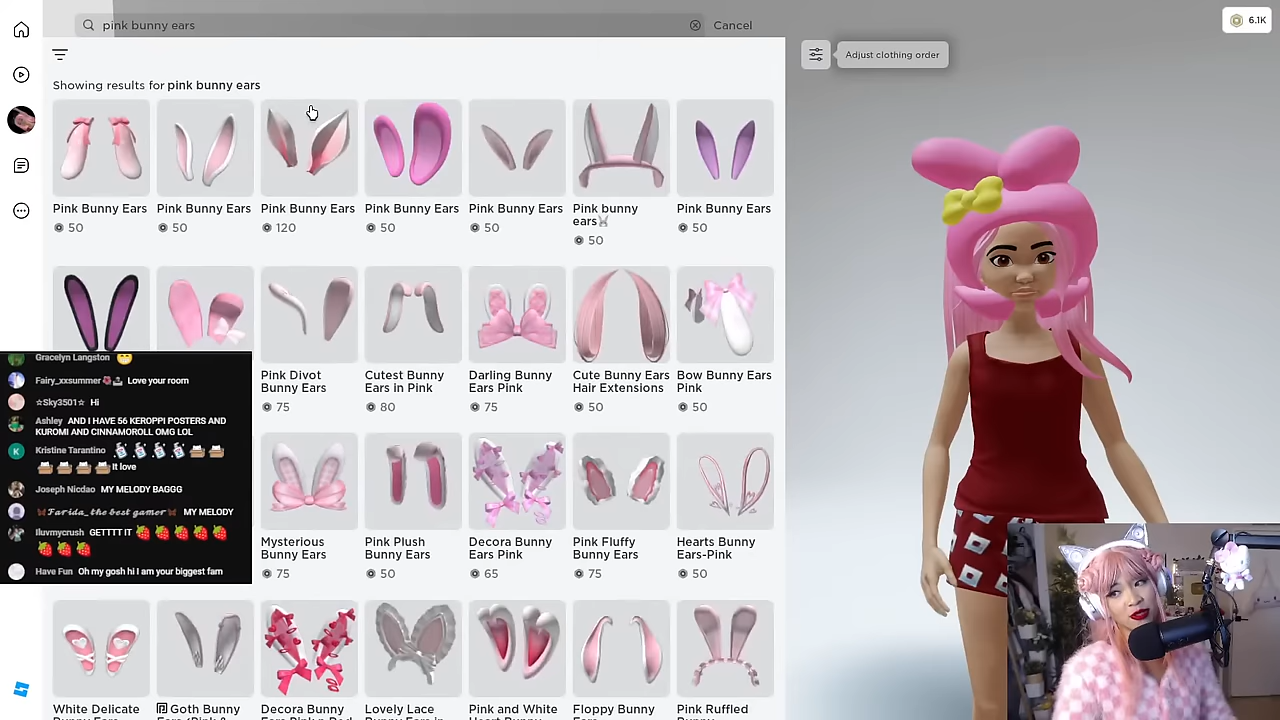 pink bunny ears
Cancel
6.1K
Adjust clothing order
Showing results for pink bunny ears
Pink Bunny Ears
50
Pink Bunny Ears
50
Pink Bunny Ears
120
Pink Bunny Ears
50
Pink Bunny Ears
50
Pink bunny
ears🐰
50
Pink Bunny Ears
50
Pink Divot
Bunny Ears
75
Cutest Bunny
Ears in Pink
80
Darling Bunny
Ears Pink
75
Cute Bunny Ears
Hair Extensions
50
Bow Bunny Ears
Pink
50
Gracelyn Langston 😁
Fairy_xxsummer Love your room
☆Sky3501☆ Hi
Ashley AND I HAVE 56 KEROPPI POSTERS AND
KUROMI AND CINNAMOROLL OMG LOL
Kristine Tarantino
It love
Joseph Nicdao MY MELODY BAGGG
🦋𝓕𝓪𝓻𝓲𝓭𝓪_𝓽𝓱𝓮 𝓫𝓮𝓼𝓽 𝓰𝓪𝓶𝓮𝓻🦋 MY MELODY
Iluvmycrush GETTTT IT 🍓🍓🍓🍓🍓
🍓🍓🍓
Have Fun Oh my gosh hi I am your biggest fam
Mysterious
Bunny Ears
75
Pink Plush
Bunny Ears
50
Decora Bunny
Ears Pink
65
Pink Fluffy
Bunny Ears
75
Hearts Bunny
Ears-Pink
50
White Delicate
Goth Bunny
Decora Bunny
Lovely Lace
Pink and White
Floppy Bunny
Pink Ruffled